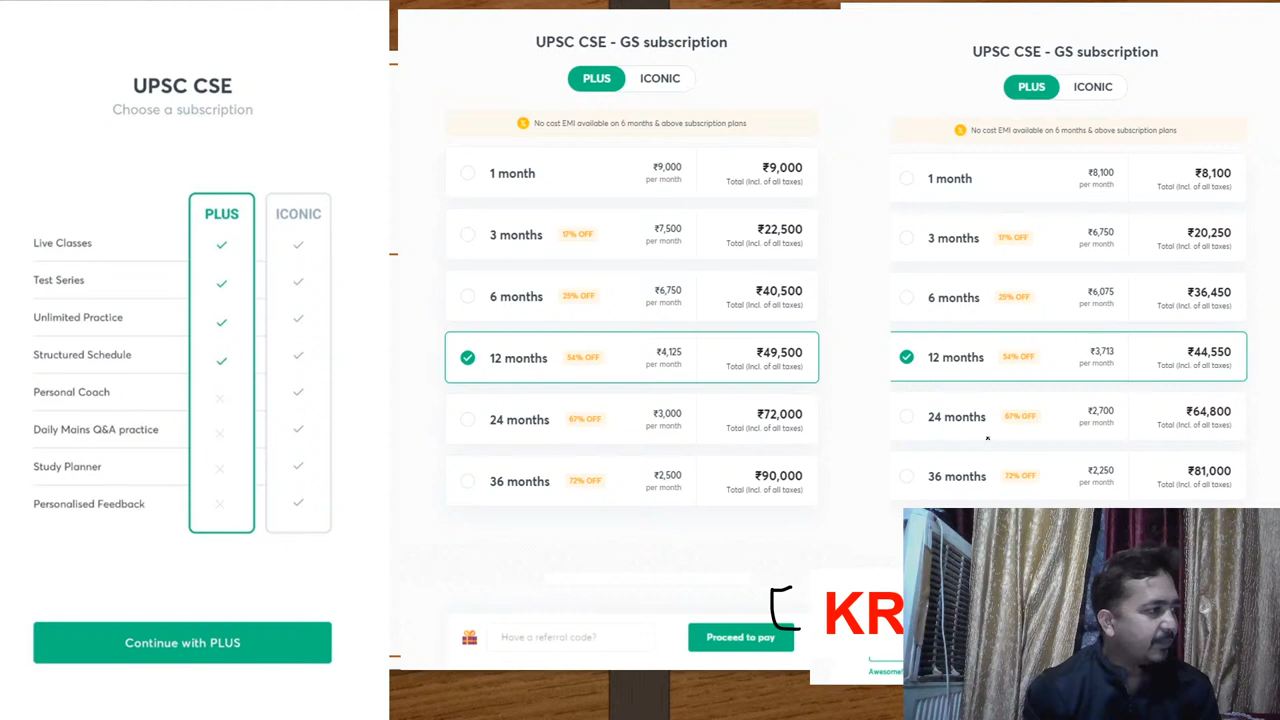 UPSC CSE
Choose a subscription
PLUS ICONIC
Live Classes
Test Series
Unlimited Practice
Structured Schedule
Personal Coach
Daily Mains Q&A practice
Study Planner
Personalised Feedback
Continue with PLUS
UPSC CSE - GS subscription
PLUS ICONIC
No cost EMI available on 6 months & above subscription plans
1 month ₹9,000 ₹9,000
per month Total (Incl. of all taxes)
3 months 17% OFF ₹7,500 ₹22,500
per month Total (Incl. of all taxes)
6 months 25% OFF ₹6,750 ₹40,500
per month Total (Incl. of all taxes)
12 months 54% OFF ₹4,125 ₹49,500
per month Total (Incl. of all taxes)
24 months 67% OFF ₹3,000 ₹72,000
per month Total (Incl. of all taxes)
36 months 72% OFF ₹2,500 ₹90,000
per month Total (Incl. of all taxes)
Have a referral code? Proceed to pay
UPSC CSE - GS subscription
PLUS ICONIC
No cost EMI available on 6 months & above subscription plans
1 month ₹8,100 ₹8,100
per month Total (Incl. of all taxes)
3 months 17% OFF ₹6,750 ₹20,250
per month Total (Incl. of all taxes)
6 months 25% OFF ₹6,075 ₹36,450
per month Total (Incl. of all taxes)
12 months 54% OFF ₹3,713 ₹44,550
per month Total (Incl. of all taxes)
24 months 67% OFF ₹2,700 ₹64,800
per month Total (Incl. of all taxes)
36 months 72% OFF ₹2,250 ₹81,000
per month Total (Incl. of all taxes)
KR
Awesome!